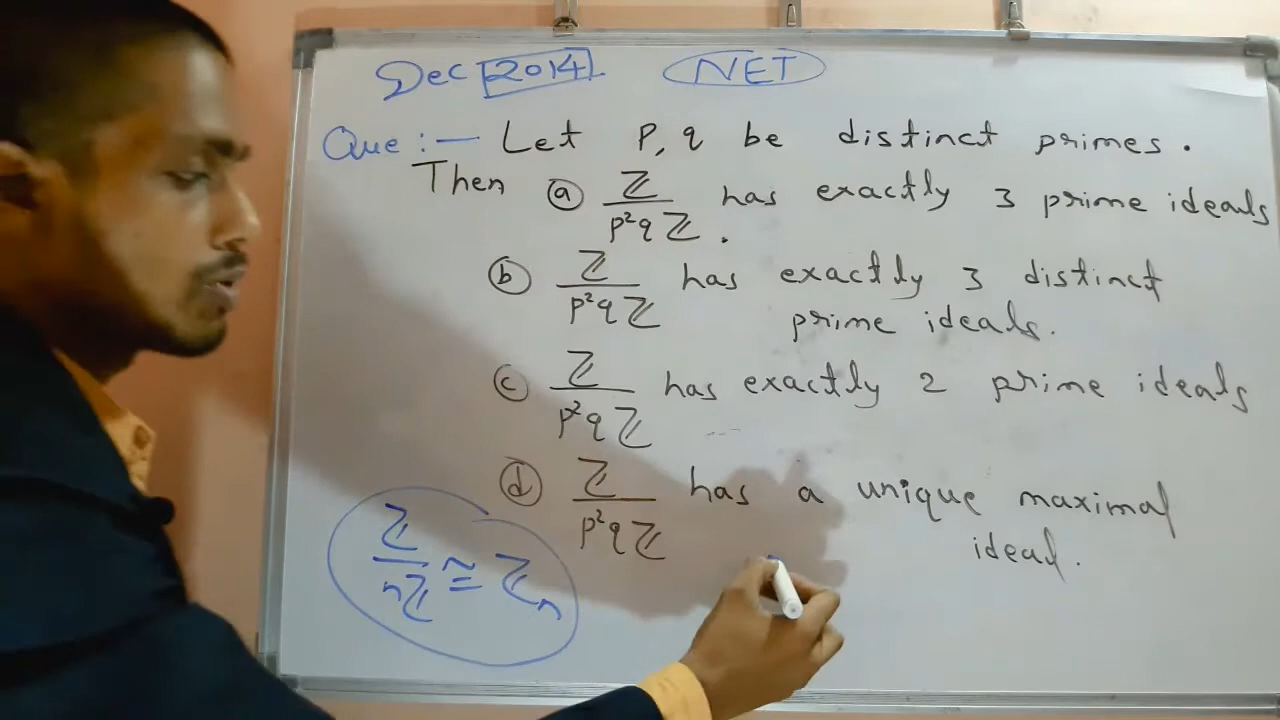 Dec 2014 NET
Que :- Let P, q be distinct primes.
Then (a) ℤ/p²qℤ has exactly 3 prime ideals.
(b) ℤ/p²qℤ has exactly 3 distinct
prime ideals.
(c) ℤ/p²qℤ has exactly 2 prime ideals
(d) ℤ/p²qℤ has a unique maximal
ideal.
ℤ/nℤ ≅ ℤₙ